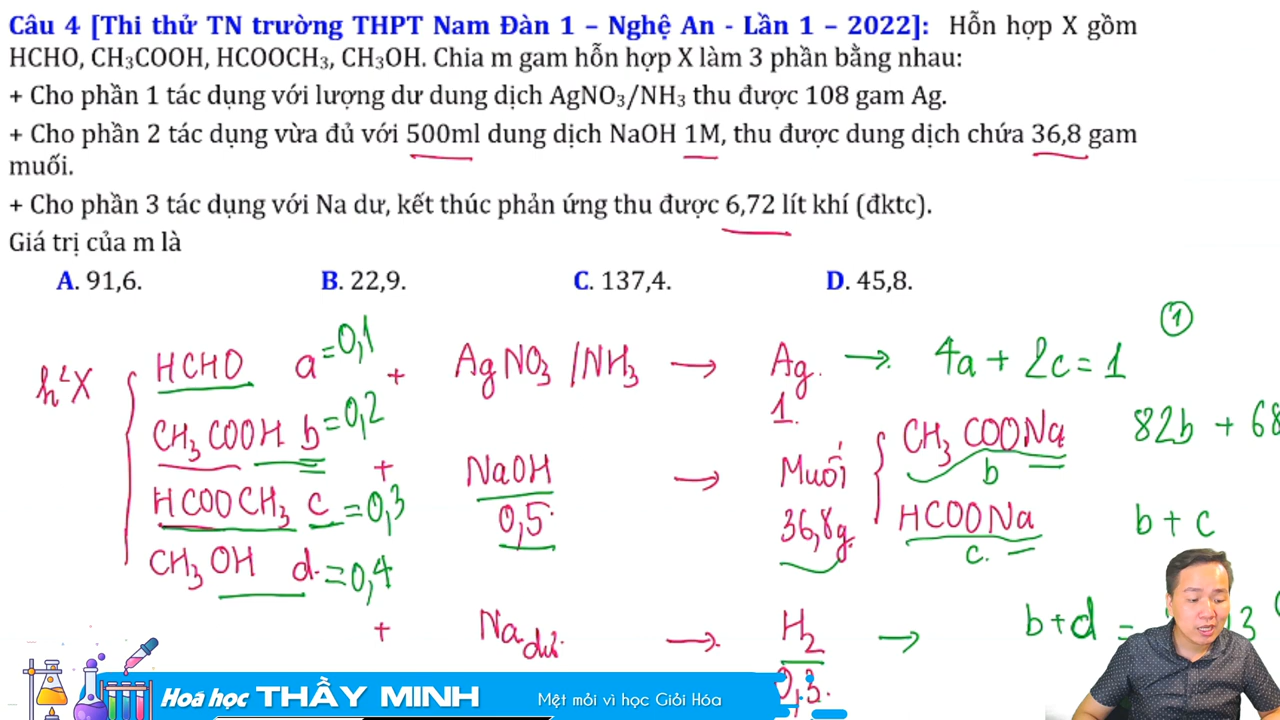 Câu 4 [Thi thử TN trường THPT Nam Đàn 1 – Nghệ An - Lần 1 – 2022]: Hỗn hợp X gồm
HCHO, CH₃COOH, HCOOCH₃, CH₃OH. Chia m gam hỗn hợp X làm 3 phần bằng nhau:
+ Cho phần 1 tác dụng với lượng dư dung dịch AgNO₃/NH₃ thu được 108 gam Ag.
+ Cho phần 2 tác dụng vừa đủ với 500ml dung dịch NaOH 1M, thu được dung dịch chứa 36,8 gam
muối.
+ Cho phần 3 tác dụng với Na dư, kết thúc phản ứng thu được 6,72 lít khí (đktc).
Giá trị của m là
A. 91,6. B. 22,9. C. 137,4. D. 45,8.
①
h² X { HCHO a = 0,1 + AgNO₃/NH₃ → Ag → 4a + 2c = 1
1
CH₃COOH b = 0,2 CH₃COONa 82b + 68
+ NaOH → Muối { b
HCOOCH₃ c = 0,3 0,5 36,8g HCOONa b + c
c
CH₃OH d = 0,4
+ Na dư → H₂ → b+d =
0,3
Hoá học THẦY MINH Mệt mỏi vì học Giỏi Hóa